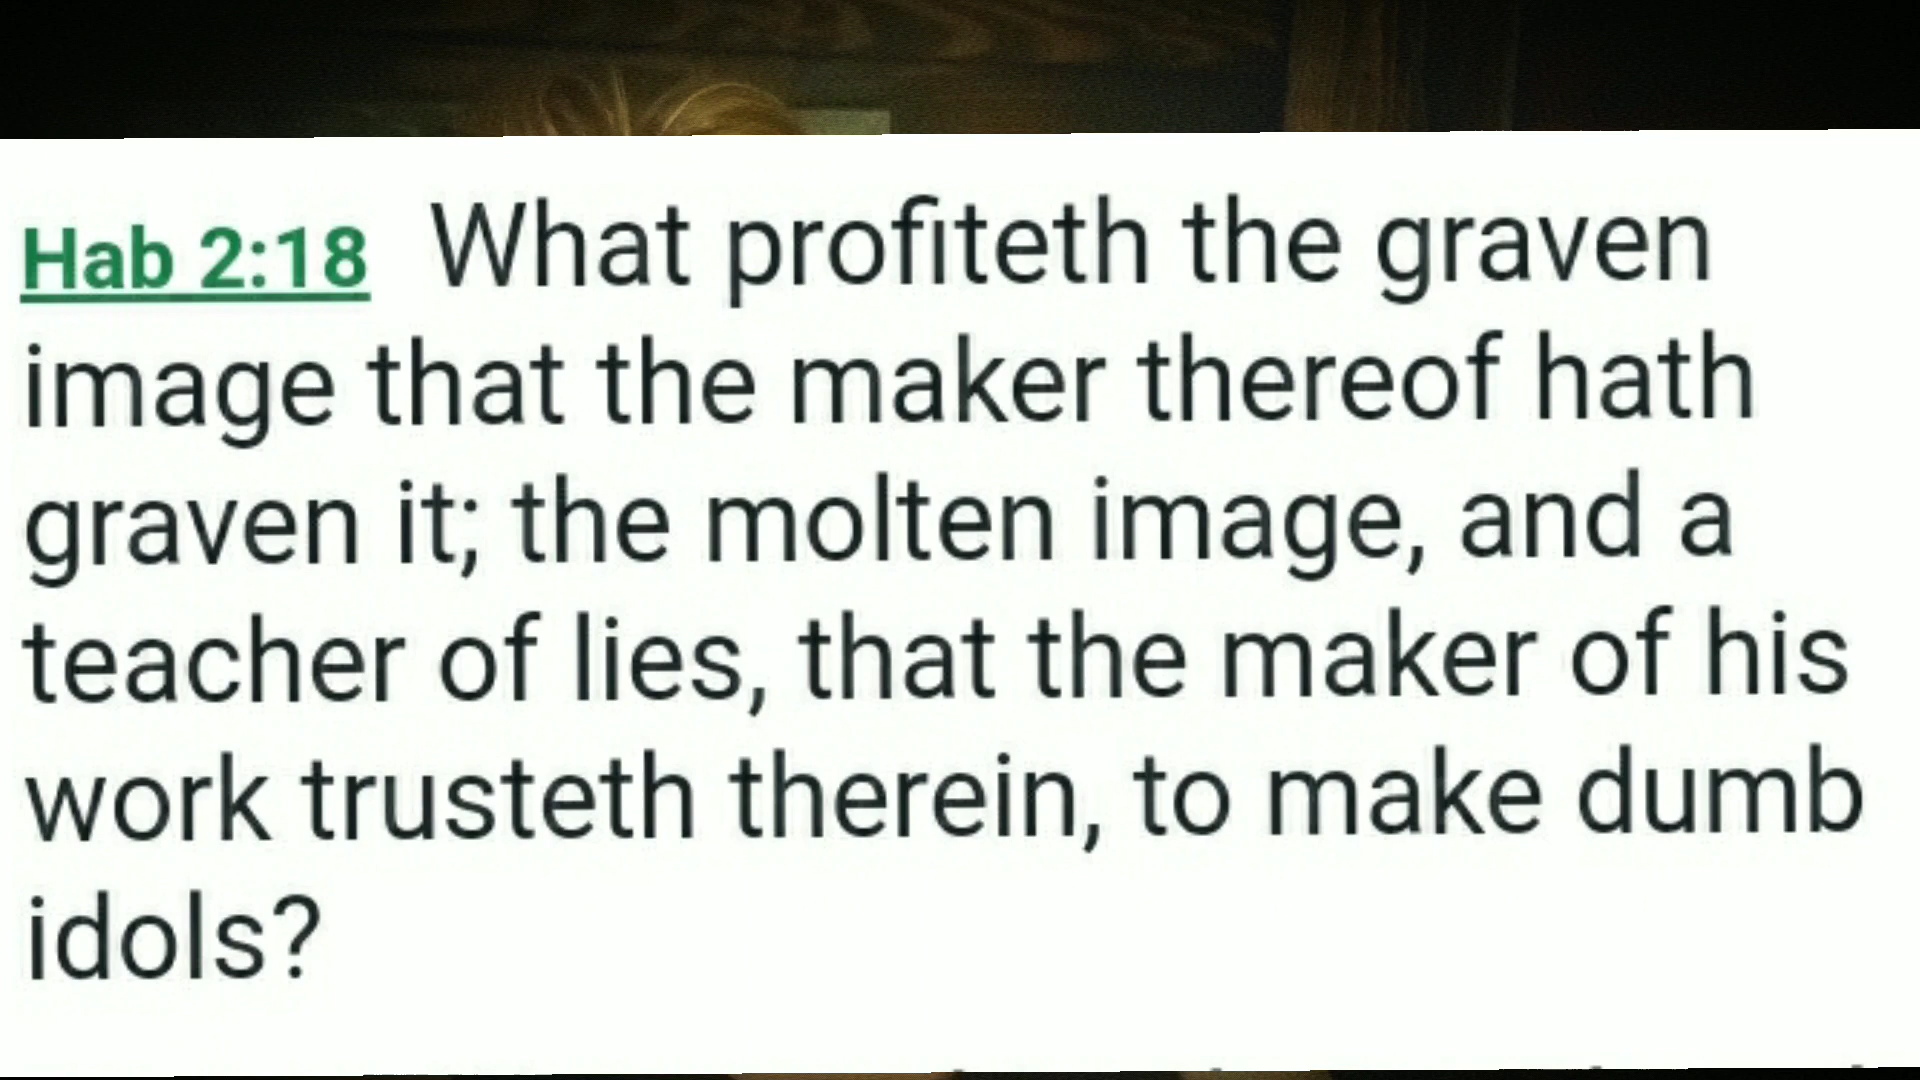 Hab 2:18 What profiteth the graven
image that the maker thereof hath
graven it; the molten image, and a
teacher of lies, that the maker of his
work trusteth therein, to make dumb
idols?